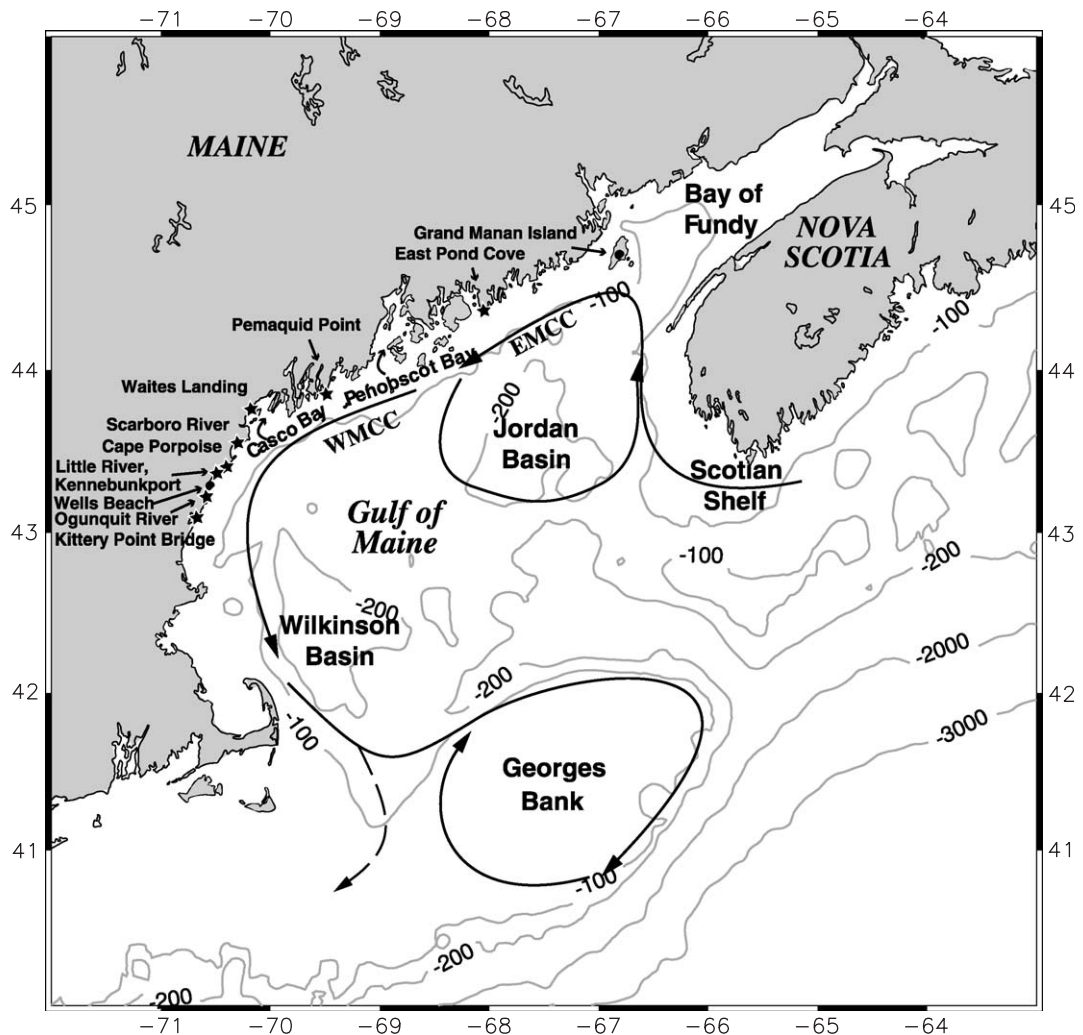 −71 −70 −69 −68 −67 −66 −65 −64
MAINE
45
Bay of
Fundy
45
NOVA
SCOTIA
Grand Manan Island
East Pond Cove
-100
-100
Pemaquid Point
EMCC
44
44
Waites Landing
Pehobscot Bay
-200
Scarboro River
Casco Bay
WMCC
Jordan
Basin
Cape Porpoise
Little River,
Kennebunkport
Scotian
Shelf
Wells Beach
Ogunquit River
Gulf of
Maine
43
Kittery Point Bridge
43
-100
-200
-200
Wilkinson
Basin
-2000
42
-200
42
-100
-3000
Georges
Bank
41
41
-100
-200
-200
−71 −70 −69 −68 −67 −66 −65 −64